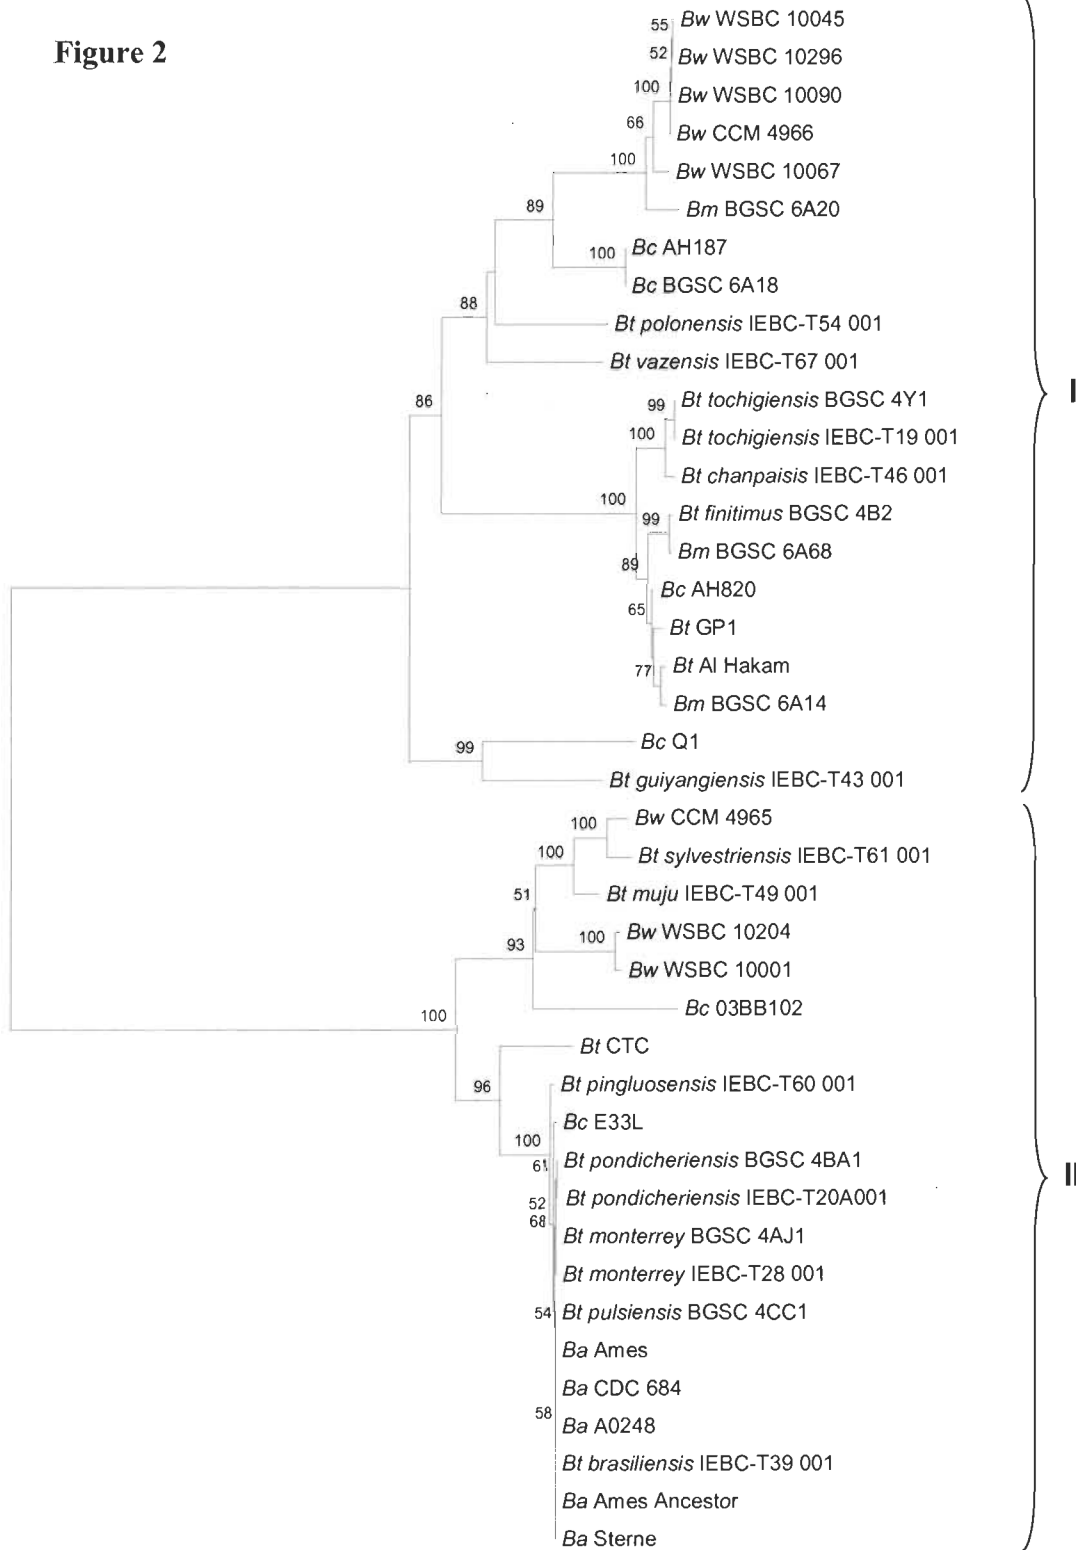 Figure 2
55
Bw WSBC 10045
52
Bw WSBC 10296
100
Bw WSBC 10090
66
Bw CCM 4966
100
Bw WSBC 10067
89
Bm BGSC 6A20
100
Bc AH187
Bc BGSC 6A18
88
Bt polonensis IEBC-T54 001
Bt vazensis IEBC-T67 001
I
86
99
Bt tochigiensis BGSC 4Y1
100
Bt tochigiensis IEBC-T19 001
Bt chanpaisis IEBC-T46 001
100
99
Bt finitimus BGSC 4B2
Bm BGSC 6A68
89
Bc AH820
65
Bt GP1
77
Bt Al Hakam
Bm BGSC 6A14
99
Bc Q1
Bt guiyangiensis IEBC-T43 001
100
Bw CCM 4965
100
Bt sylvestriensis IEBC-T61 001
51
Bt muju IEBC-T49 001
93
100
Bw WSBC 10204
Bw WSBC 10001
100
Bc 03BB102
Bt CTC
96
Bt pingluosensis IEBC-T60 001
Bc E33L
100
61
Bt pondicheriensis BGSC 4BA1
II
52
Bt pondicheriensis IEBC-T20A001
68
Bt monterrey BGSC 4AJ1
Bt monterrey IEBC-T28 001
54
Bt pulsiensis BGSC 4CC1
Ba Ames
Ba CDC 684
58
Ba A0248
Bt brasiliensis IEBC-T39 001
Ba Ames Ancestor
Ba Sterne